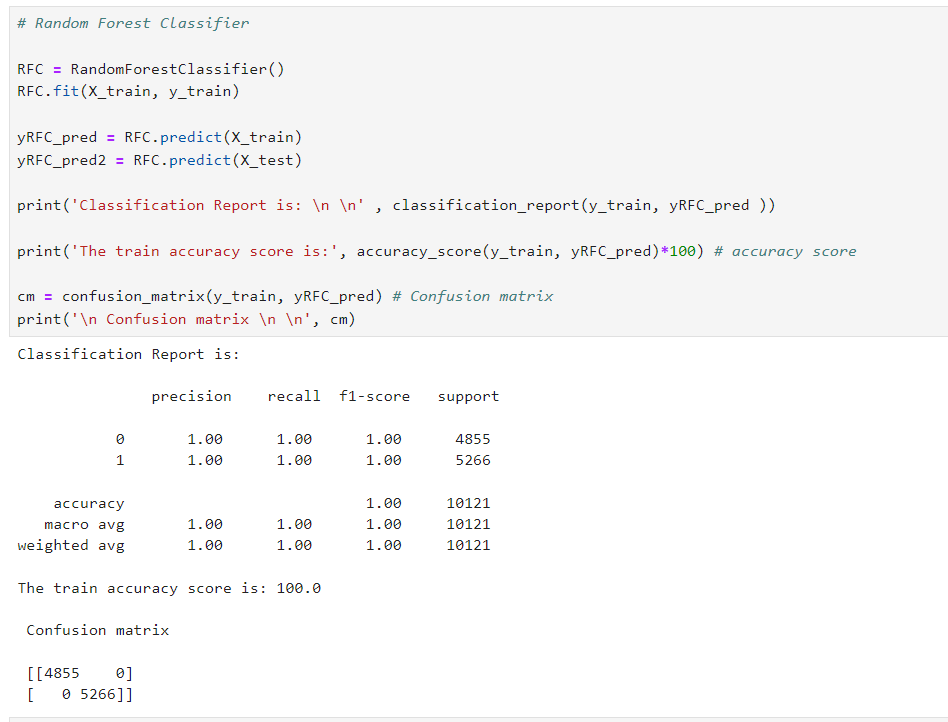 # Random Forest Classifier
RFC = RandomForestClassifier()
RFC.fit(X_train, y_train)
yRFC_pred = RFC.predict(X_train)
yRFC_pred2 = RFC.predict(X_test)
print('Classification Report is: \n \n' , classification_report(y_train, yRFC_pred ))
print('The train accuracy score is:', accuracy_score(y_train, yRFC_pred)*100) # accuracy score
cm = confusion_matrix(y_train, yRFC_pred) # Confusion matrix
print('\n Confusion matrix \n \n', cm)
Classification Report is:
precision    recall  f1-score   support
0       1.00      1.00      1.00      4855
1       1.00      1.00      1.00      5266
accuracy                           1.00     10121
macro avg       1.00      1.00      1.00     10121
weighted avg       1.00      1.00      1.00     10121
The train accuracy score is: 100.0
Confusion matrix
[[4855    0]
[   0 5266]]